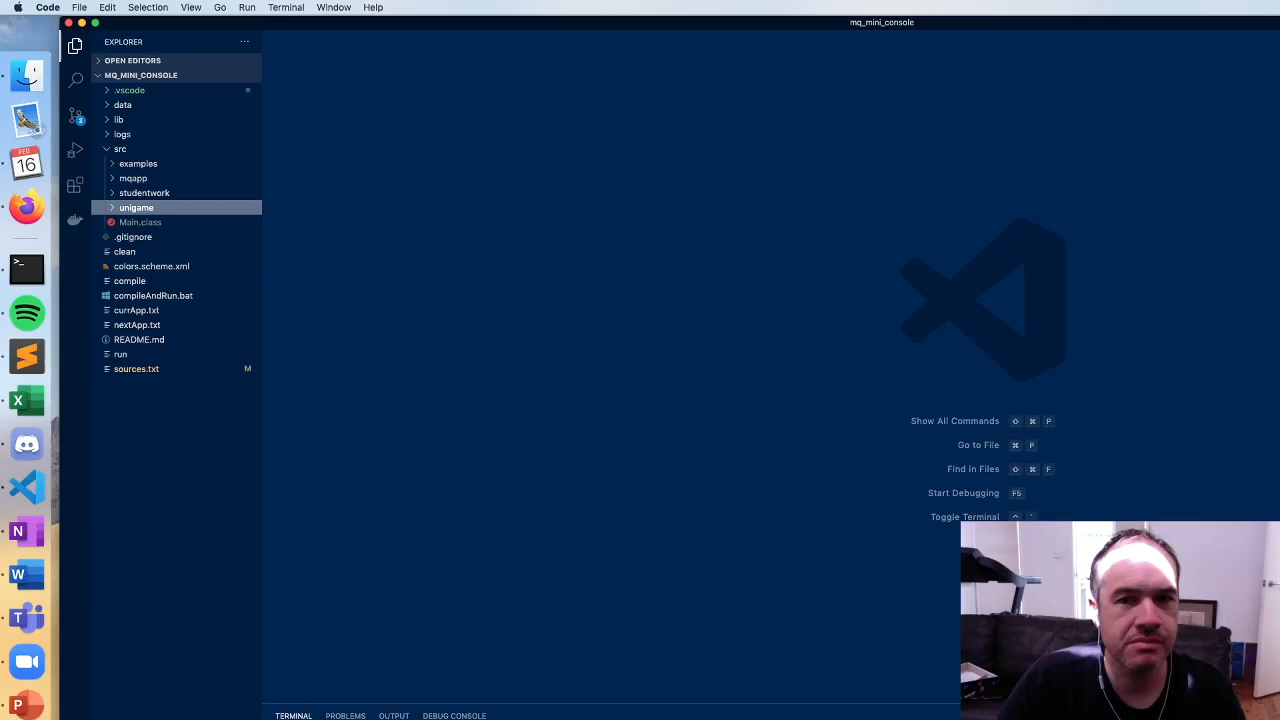 Code File Edit Selection View Go Run Terminal Window Help
mq_mini_console
EXPLORER
OPEN EDITORS
MQ_MINI_CONSOLE
.vscode
data
lib
logs
src
examples
mqapp
studentwork
unigame
Main.class
.gitignore
clean
colors.scheme.xml
compile
compileAndRun.bat
currApp.txt
nextApp.txt
README.md
run
sources.txt M
2
FEB
16
>_
X
N
W
T
P
Show All Commands ⇧ ⌘ P
Go to File ⌘ P
Find in Files ⇧ ⌘ F
Start Debugging F5
Toggle Terminal ^ `
TERMINAL PROBLEMS OUTPUT DEBUG CONSOLE